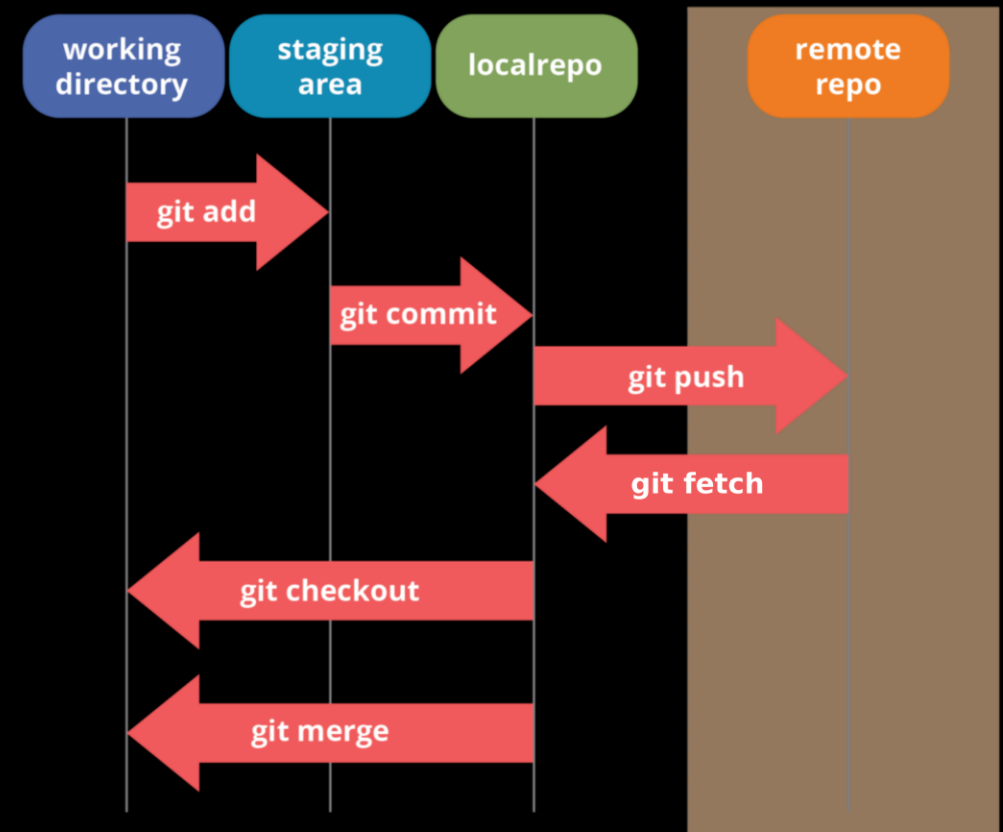 working
directory
staging
area
localrepo
remote
repo
git add
git commit
git push
git fetch
git checkout
git merge